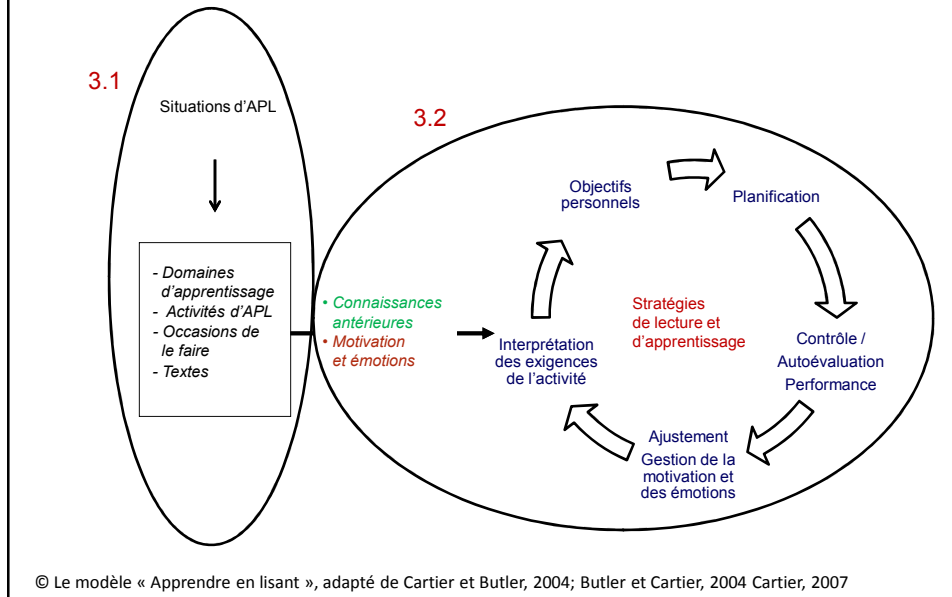 3.1
Situations d'APL
- Domaines
d'apprentissage
- Activités d'APL
- Occasions de
le faire
- Textes
3.2
• Connaissances
antérieures
• Motivation
et émotions
Objectifs
personnels
Planification
Stratégies
de lecture et
d'apprentissage
Interprétation
des exigences
de l'activité
Contrôle /
Autoévaluation
Performance
Ajustement
Gestion de la
motivation et
des émotions
© Le modèle « Apprendre en lisant », adapté de Cartier et Butler, 2004; Butler et Cartier, 2004 Cartier, 2007